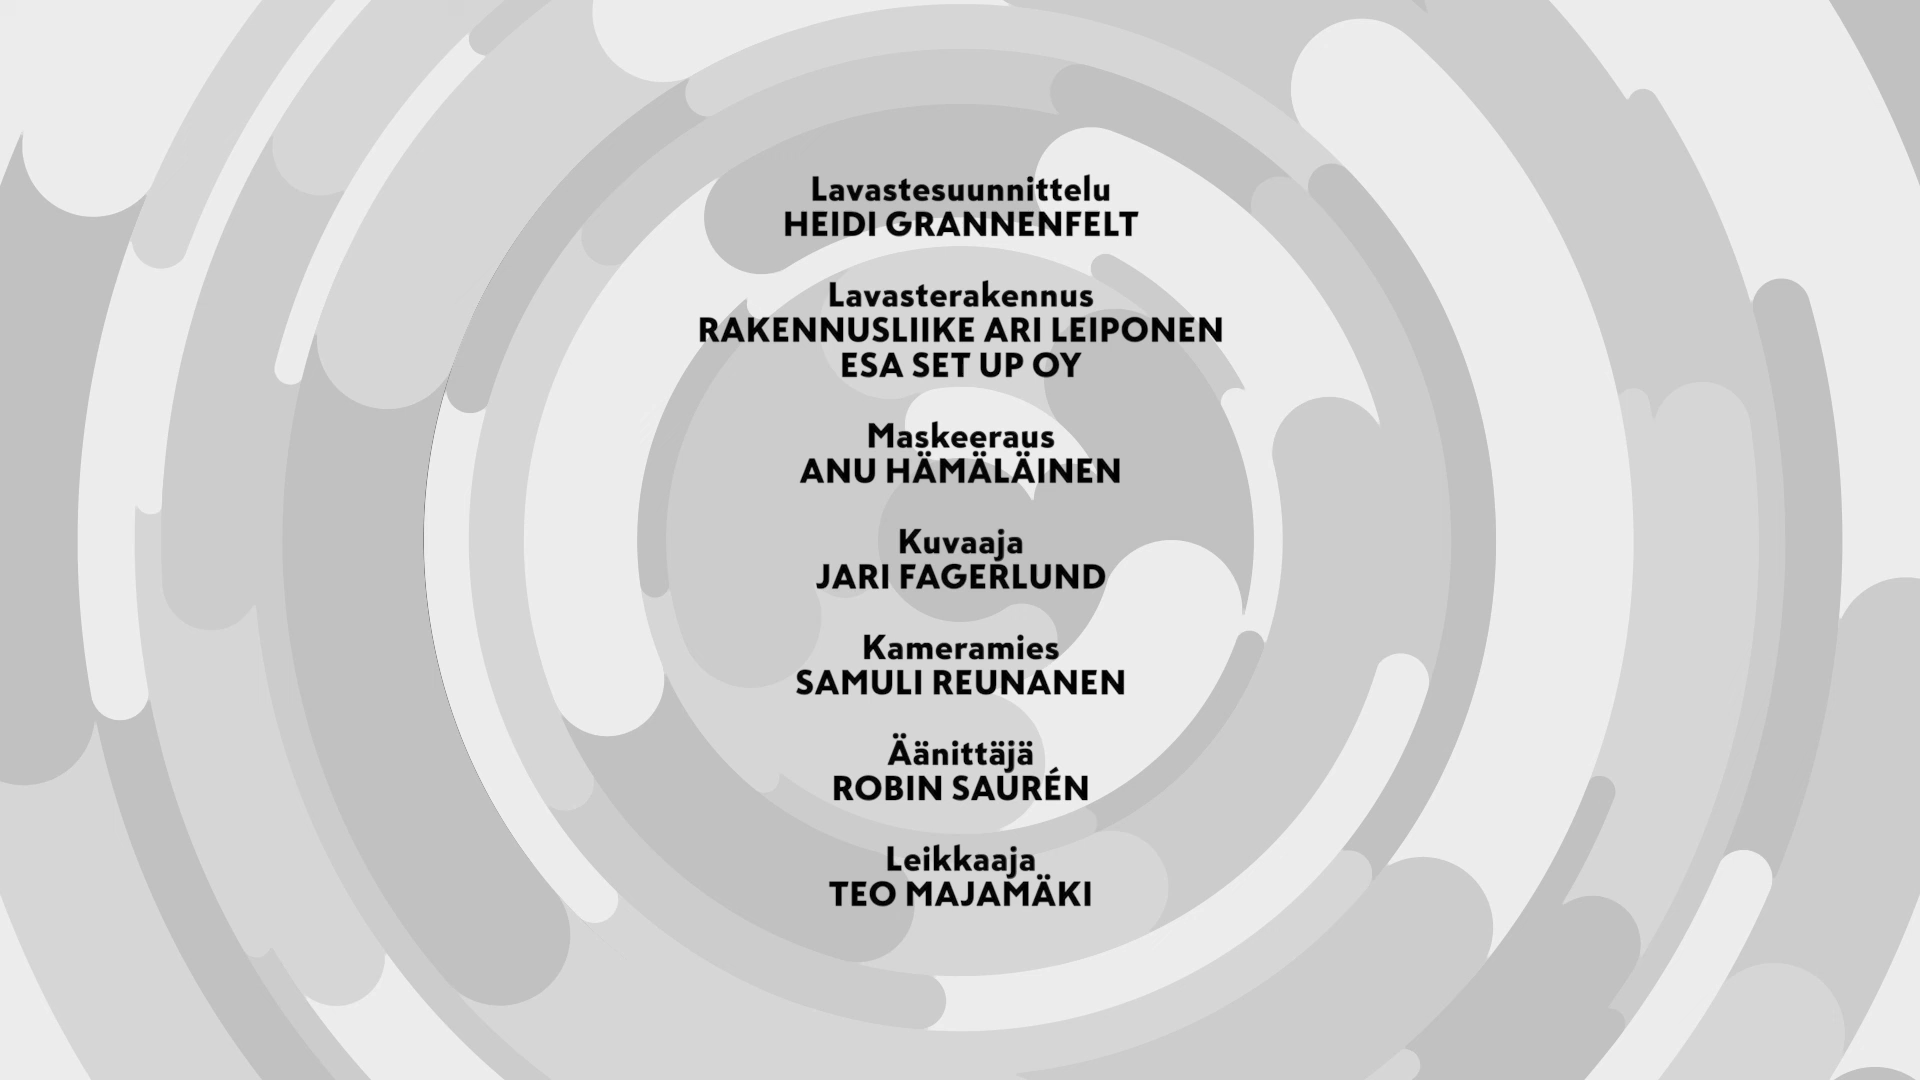 Lavastesuunnittelu
HEIDI GRANNENFELT
Lavasterakennus
RAKENNUSLIIKE ARI LEIPONEN
ESA SET UP OY
Maskeeraus
ANU HÄMÄLÄINEN
Kuvaaja
JARI FAGERLUND
Kameramies
SAMULI REUNANEN
Äänittäjä
ROBIN SAURÉN
Leikkaaja
TEO MAJAMÄKI